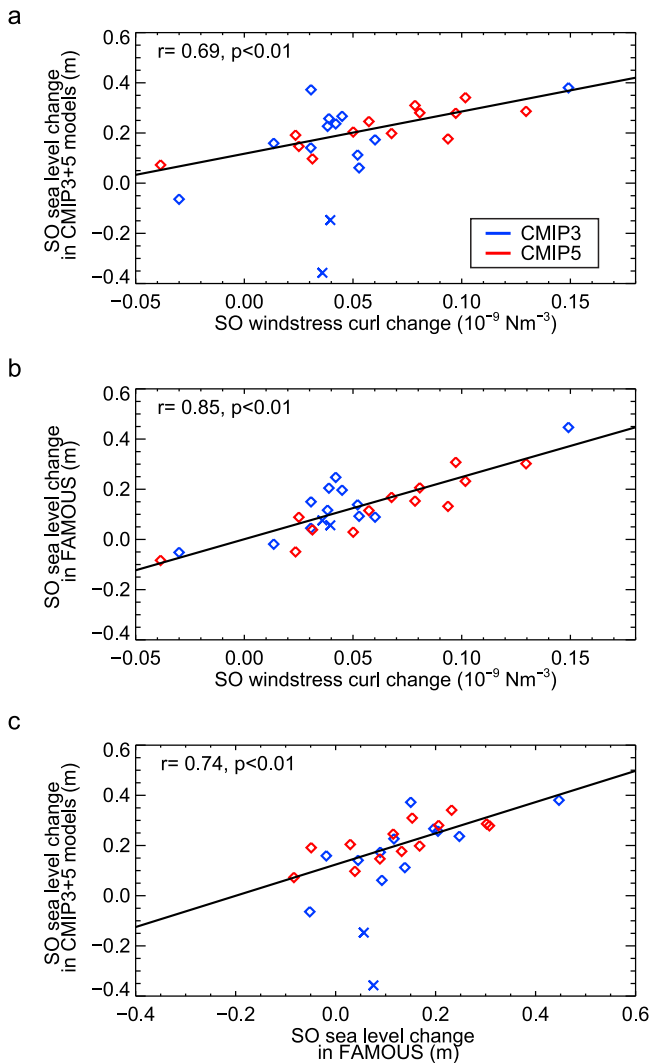 a
SO sea level change
in CMIP3+5 models (m)
0.6
0.4
0.2
0.0
−0.2
−0.4
r= 0.69, p<0.01
CMIP3
CMIP5
−0.05 0.00 0.05 0.10 0.15
SO windstress curl change (10⁻⁹ Nm⁻³)
b
SO sea level change
in FAMOUS (m)
0.6
0.4
0.2
0.0
−0.2
−0.4
r= 0.85, p<0.01
−0.05 0.00 0.05 0.10 0.15
SO windstress curl change (10⁻⁹ Nm⁻³)
c
SO sea level change
in CMIP3+5 models (m)
0.6
0.4
0.2
0.0
−0.2
−0.4
r= 0.74, p<0.01
−0.4 −0.2 0.0 0.2 0.4 0.6
SO sea level change
in FAMOUS (m)